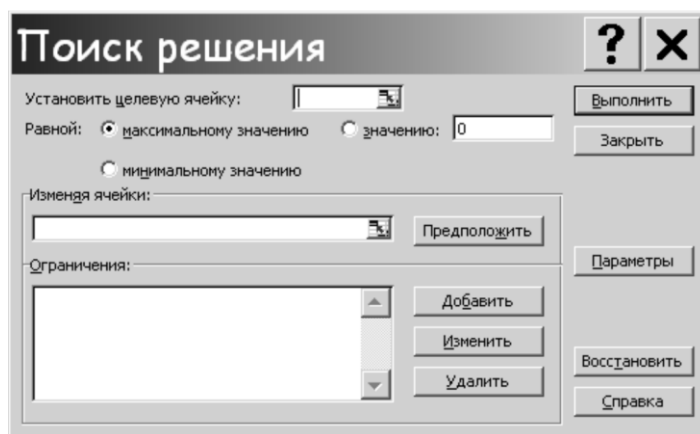 Поиск решения ? X
Установить целевую ячейку:
Выполнить
Равной: максимальному значению значению: 0
Закрыть
минимальному значению
Изменяя ячейки:
Предположить
Параметры
Ограничения:
Добавить
Изменить
Восстановить
Удалить
Справка